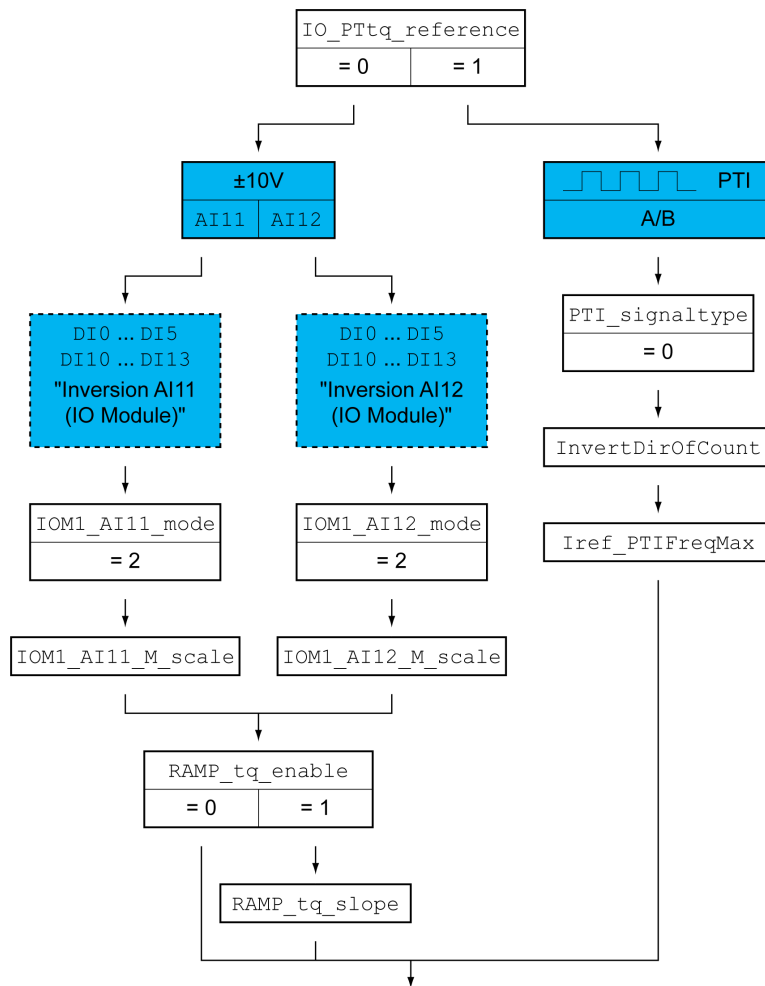 IO_PTtq_reference
= 0 = 1
±10V
AI11 AI12
PTI
A/B
DI0 ... DI5
DI10 ... DI13
"Inversion AI11
(IO Module)"
DI0 ... DI5
DI10 ... DI13
"Inversion AI12
(IO Module)"
PTI_signaltype
= 0
InvertDirOfCount
IOM1_AI11_mode
= 2
IOM1_AI12_mode
= 2
Iref_PTIFreqMax
IOM1_AI11_M_scale
IOM1_AI12_M_scale
RAMP_tq_enable
= 0 = 1
RAMP_tq_slope